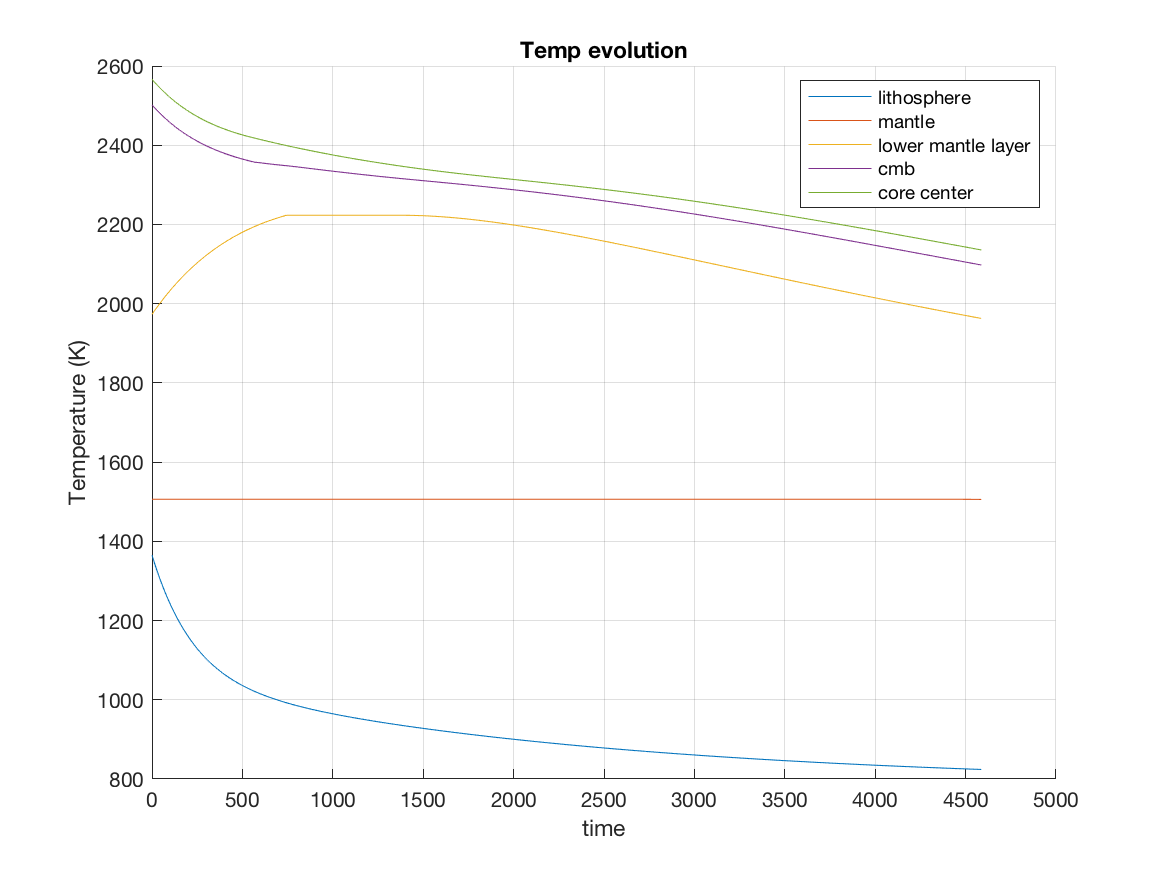 Temp evolution
2600
2400
2200
2000
1800
1600
1400
1200
1000
800
Temperature (K)
lithosphere
mantle
lower mantle layer
cmb
core center
0 500 1000 1500 2000 2500 3000 3500 4000 4500 5000
time